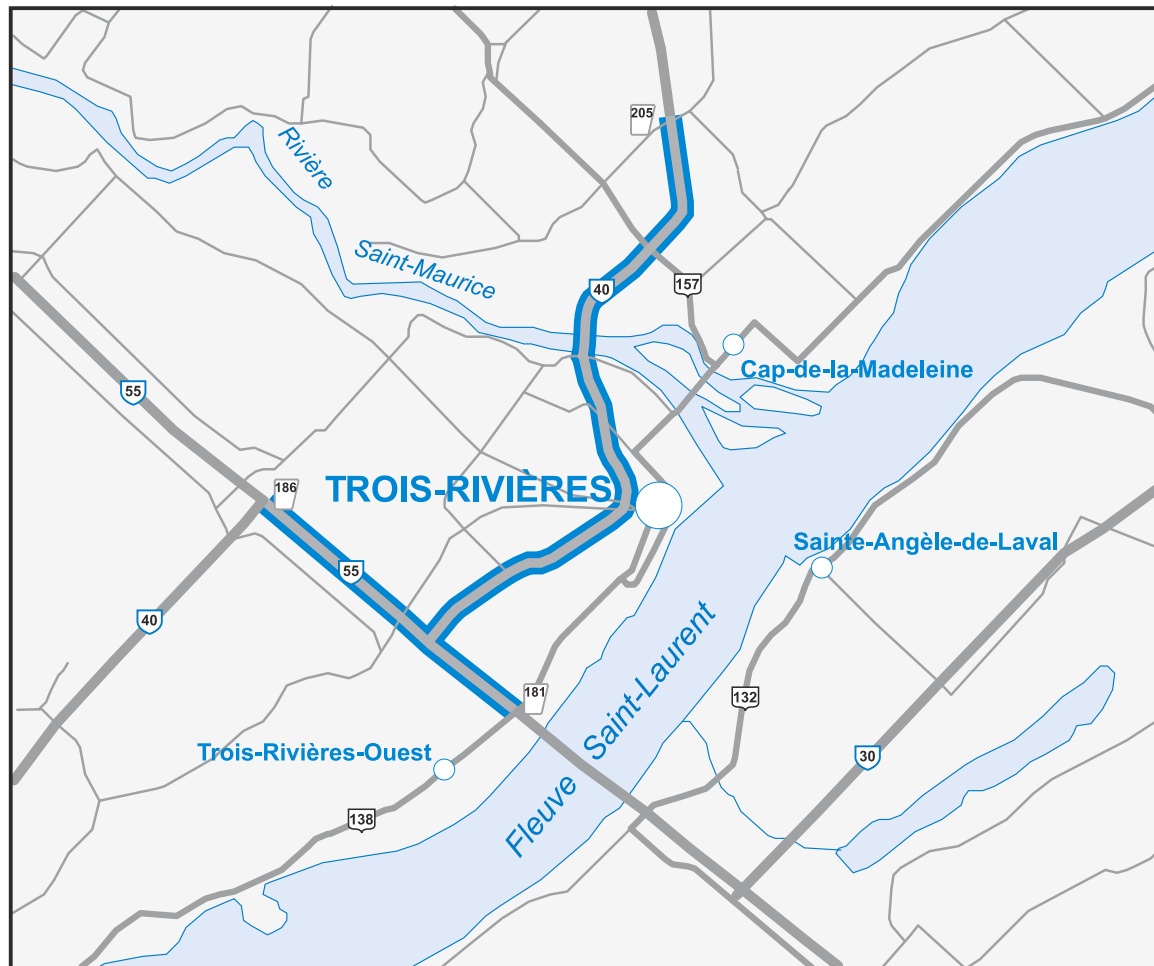 205
Rivière
Saint-Maurice
40
157
Cap-de-la-Madeleine
55
186
TROIS-RIVIÈRES
Sainte-Angèle-de-Laval
55
40
Fleuve Saint-Laurent
181
132
Trois-Rivières-Ouest
30
138